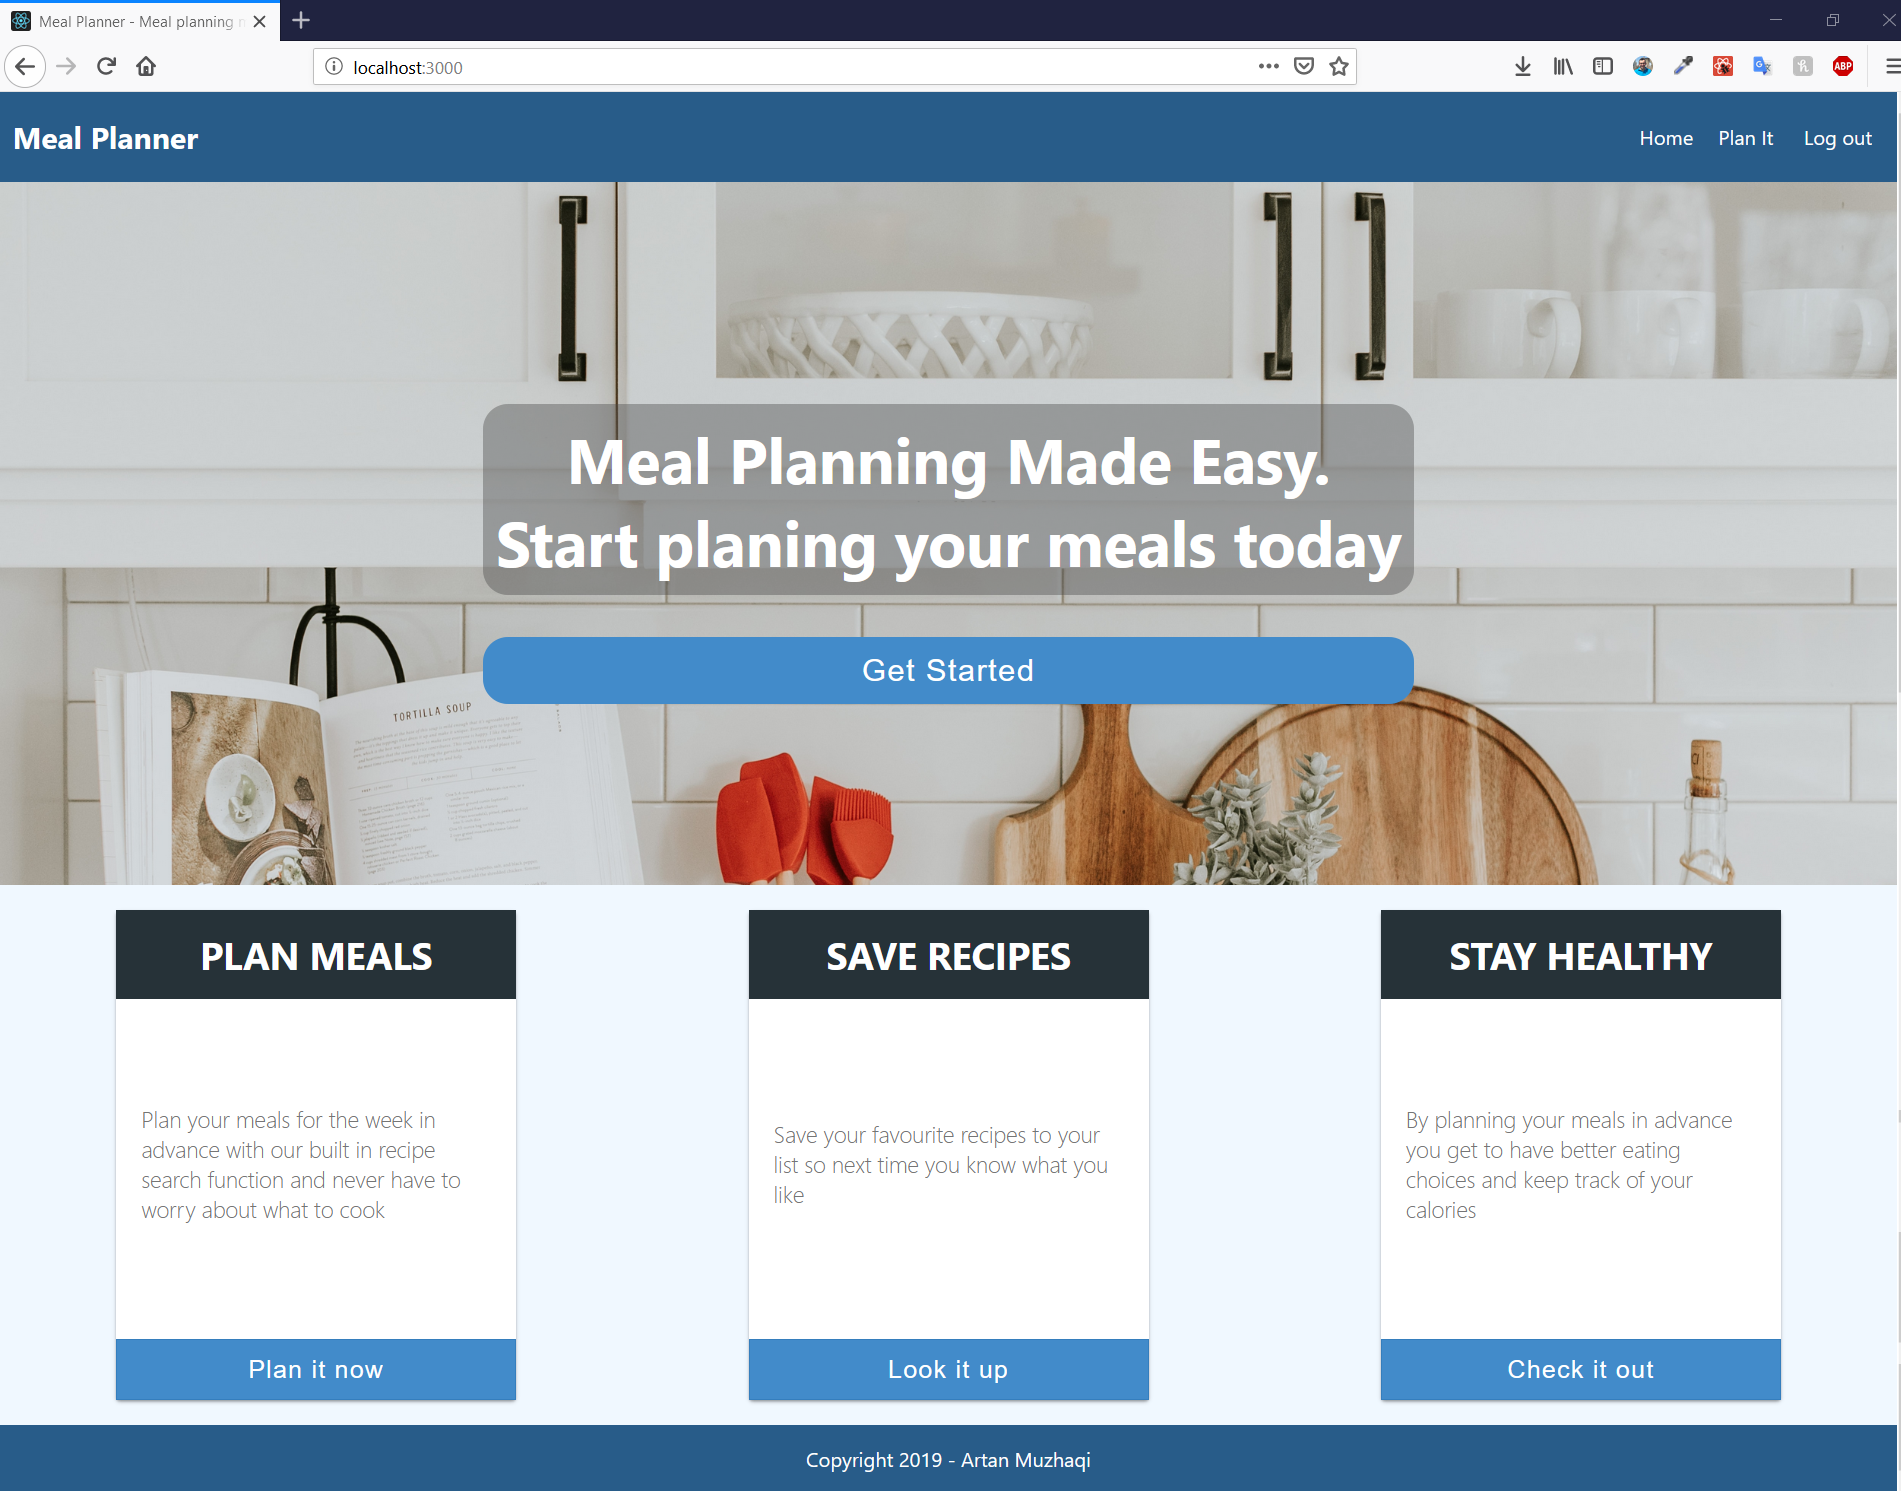 Meal Planner - Meal planning
localhost:3000
ABP
Meal Planner
Home Plan It Log out
Meal Planning Made Easy.
Start planing your meals today
Get Started
TORTILLA SOUP
PLAN MEALS
Plan your meals for the week in
advance with our built in recipe
search function and never have to
worry about what to cook
Plan it now
SAVE RECIPES
Save your favourite recipes to your
list so next time you know what you
like
Look it up
STAY HEALTHY
By planning your meals in advance
you get to have better eating
choices and keep track of your
calories
Check it out
Copyright 2019 - Artan Muzhaqi